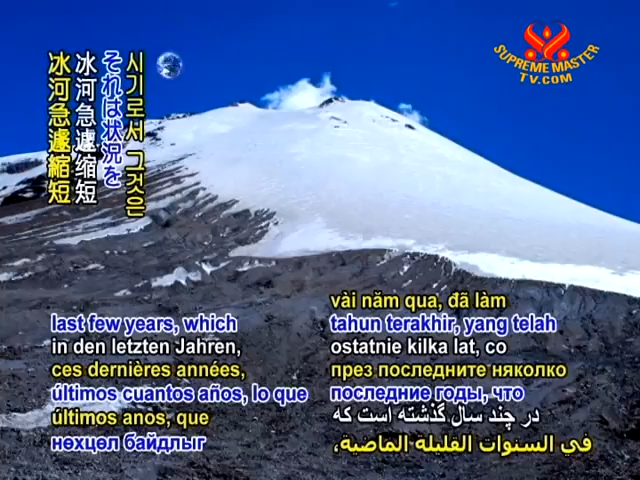 SUPREME MASTER
TV.COM
시기로서 그것은
それは状況を
冰河急遽缩短
冰河急遽縮短
last few years, which
in den letzten Jahren,
ces dernières années,
últimos cuantos años, lo que
últimos anos, que
нөхцөл байдлыг
vài năm qua, đã làm
tahun terakhir, yang telah
ostatnie kilka lat, co
през последните няколко
последние годы, что
در چند سال گذشته است که
في السنوات القليلة الماضية،